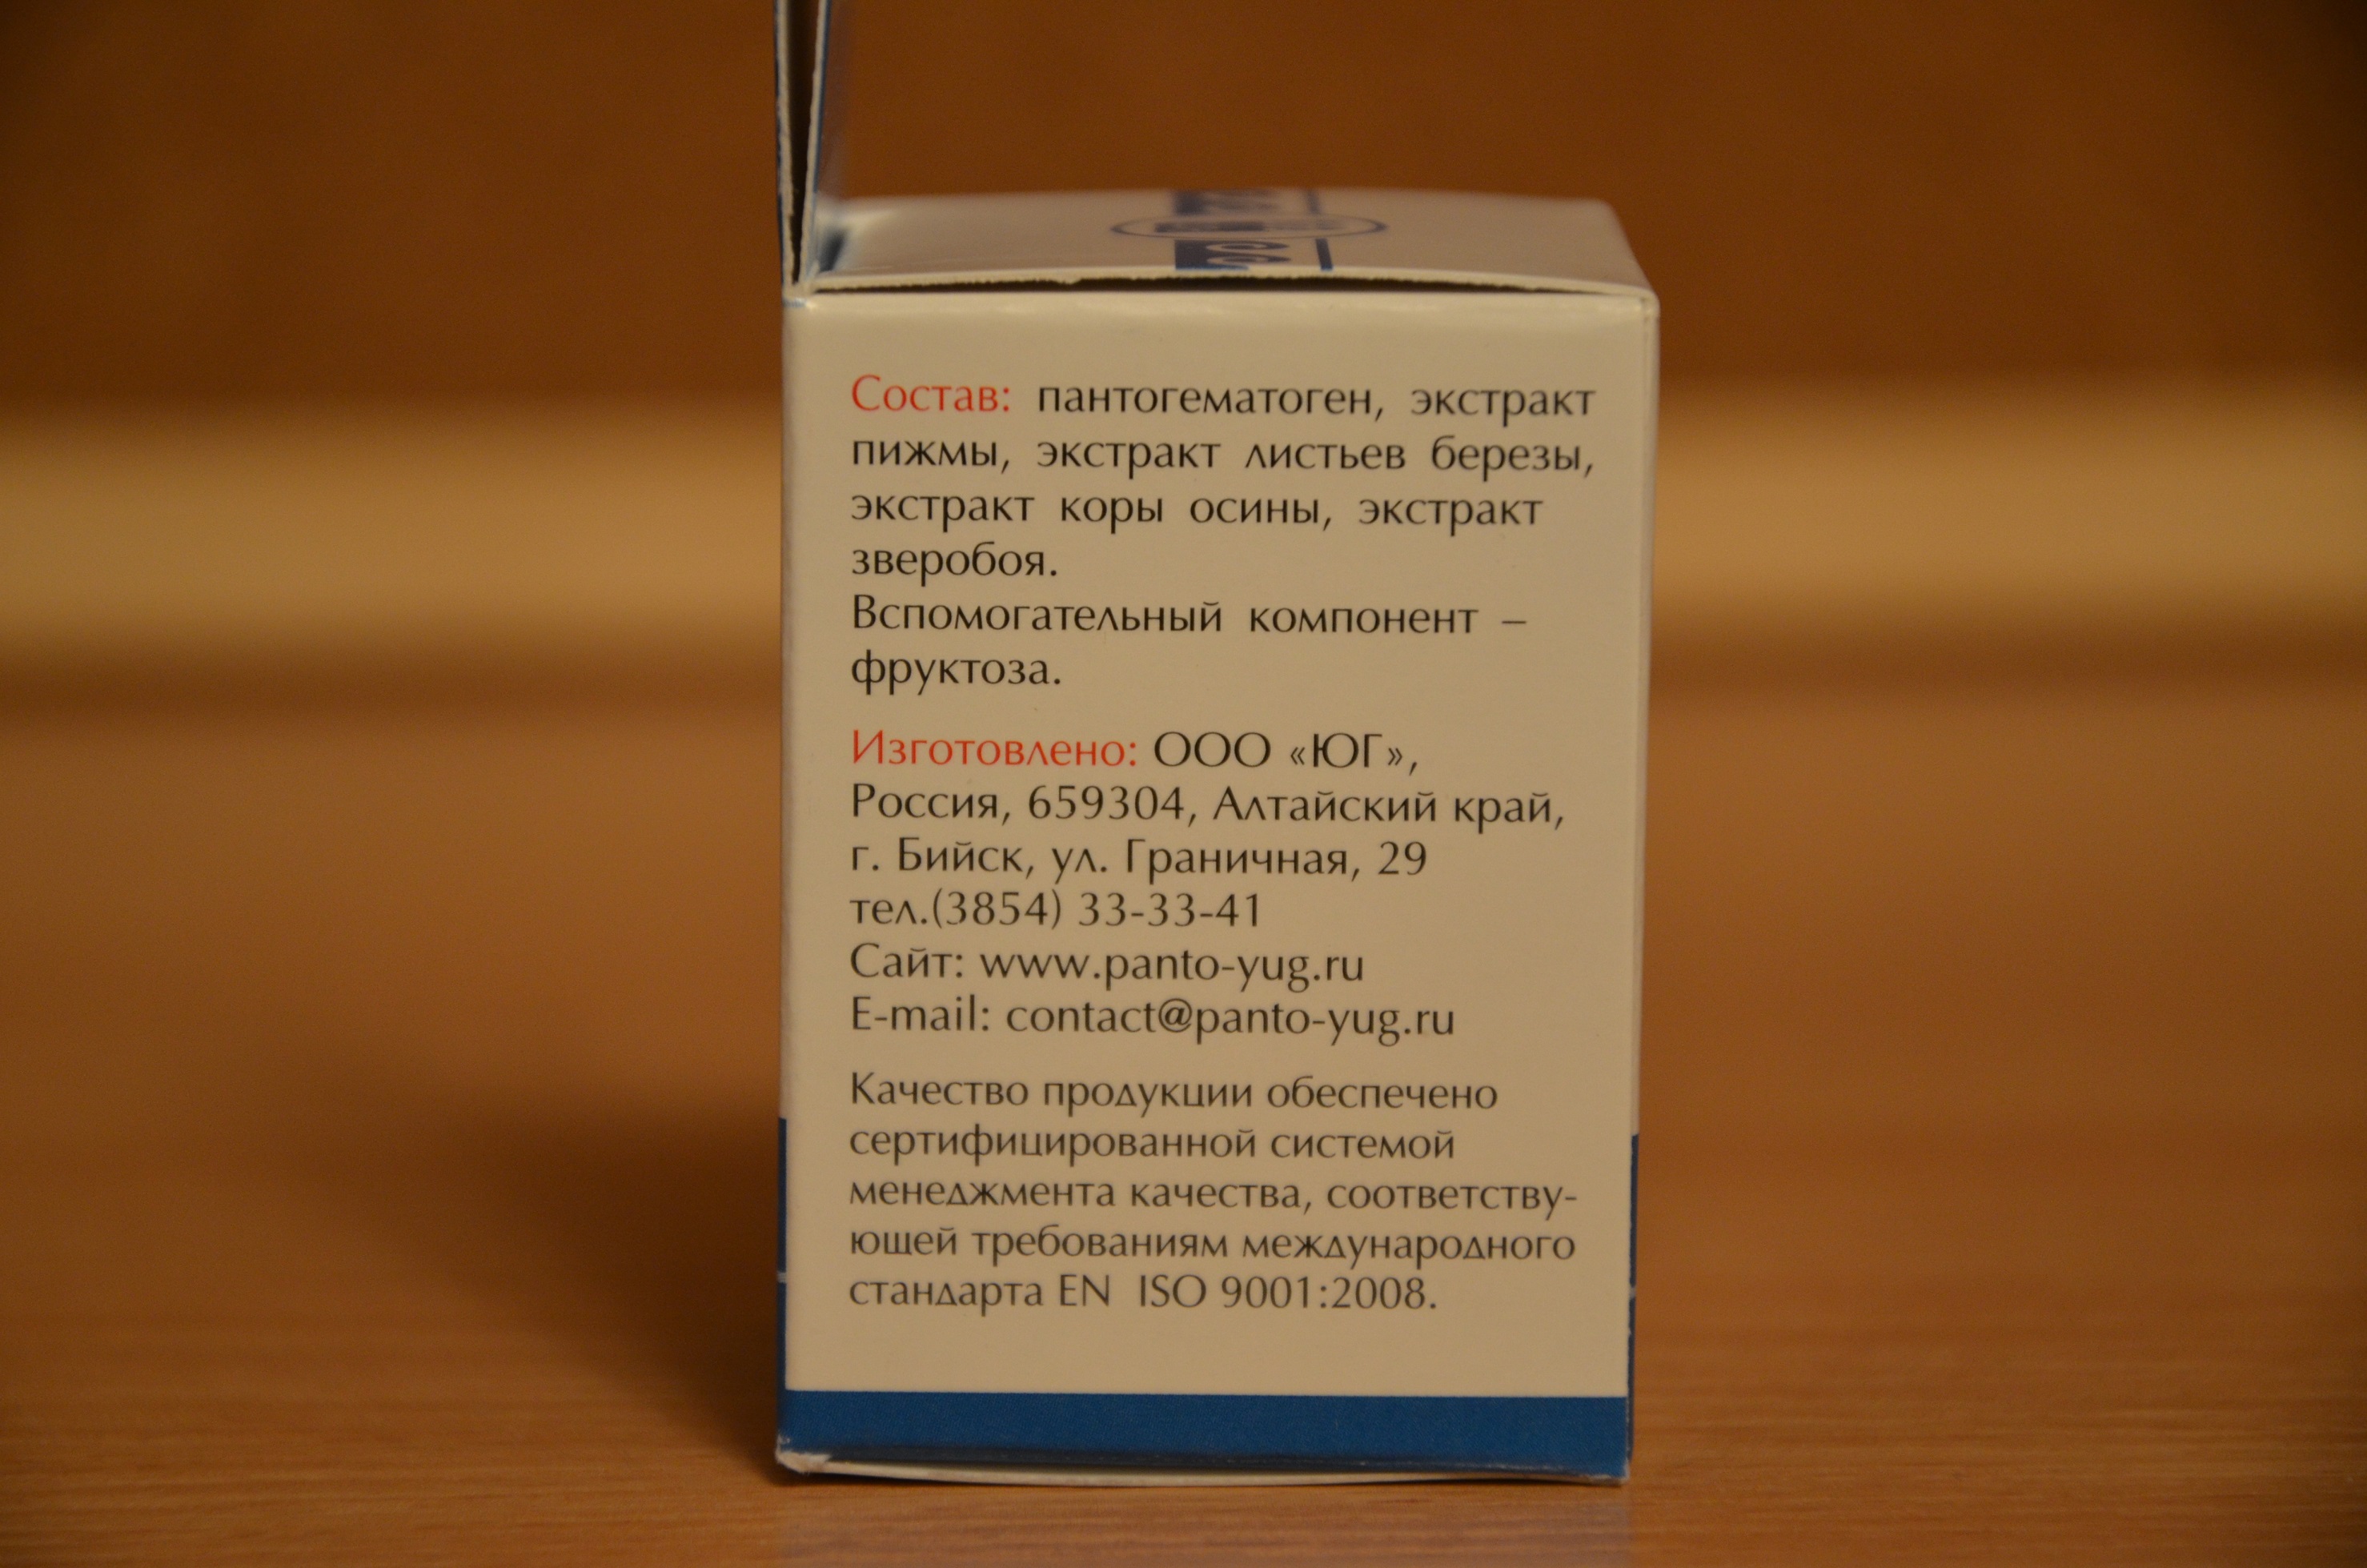 Состав: пантогематоген, экстракт
пижмы, экстракт листьев березы,
экстракт коры осины, экстракт
зверобоя.
Вспомогательный компонент –
фруктоза.
Изготовлено: ООО «ЮГ»,
Россия, 659304, Алтайский край,
г. Бийск, ул. Граничная, 29
тел.(3854) 33-33-41
Сайт: www.panto-yug.ru
E-mail: contact@panto-yug.ru
Качество продукции обеспечено
сертифицированной системой
менеджмента качества, соответству-
ющей требованиям международного
стандарта EN ISO 9001:2008.